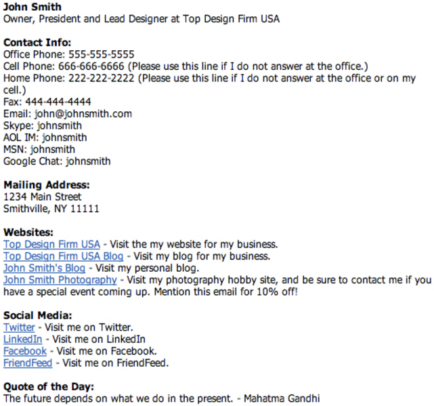 John Smith
Owner, President and Lead Designer at Top Design Firm USA
Contact Info:
Office Phone: 555-555-5555
Cell Phone: 666-666-6666 (Please use this line if I do not answer at the office.)
Home Phone: 222-222-2222 (Please use this line if I do not answer at the office or on my
cell.)
Fax: 444-444-4444
Email: john@johnsmith.com
Skype: johnsmith
AOL IM: johnsmith
MSN: johnsmith
Google Chat: johnsmith
Mailing Address:
1234 Main Street
Smithville, NY 11111
Websites:
Top Design Firm USA - Visit the my website for my business.
Top Design Firm USA Blog - Visit my blog for my business.
John Smith's Blog - Visit my personal blog.
John Smith Photography - Visit my photography hobby site, and be sure to contact me if you
have a special event coming up. Mention this email for 10% off!
Social Media:
Twitter - Visit me on Twitter.
LinkedIn - Visit me on LinkedIn
Facebook - Visit me on Facebook.
FriendFeed - Visit me on FriendFeed.
Quote of the Day:
The future depends on what we do in the present. - Mahatma Gandhi